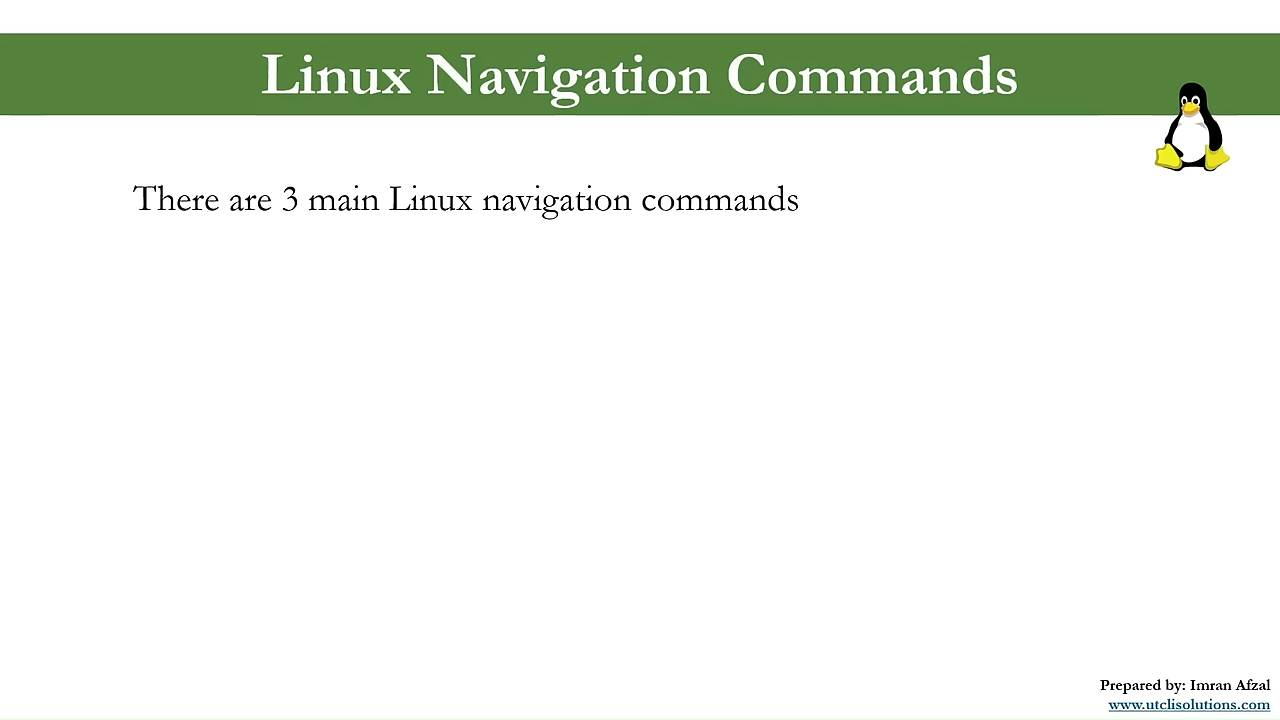 Linux Navigation Commands
There are 3 main Linux navigation commands
Prepared by: Imran Afzal
www.utclisolutions.com